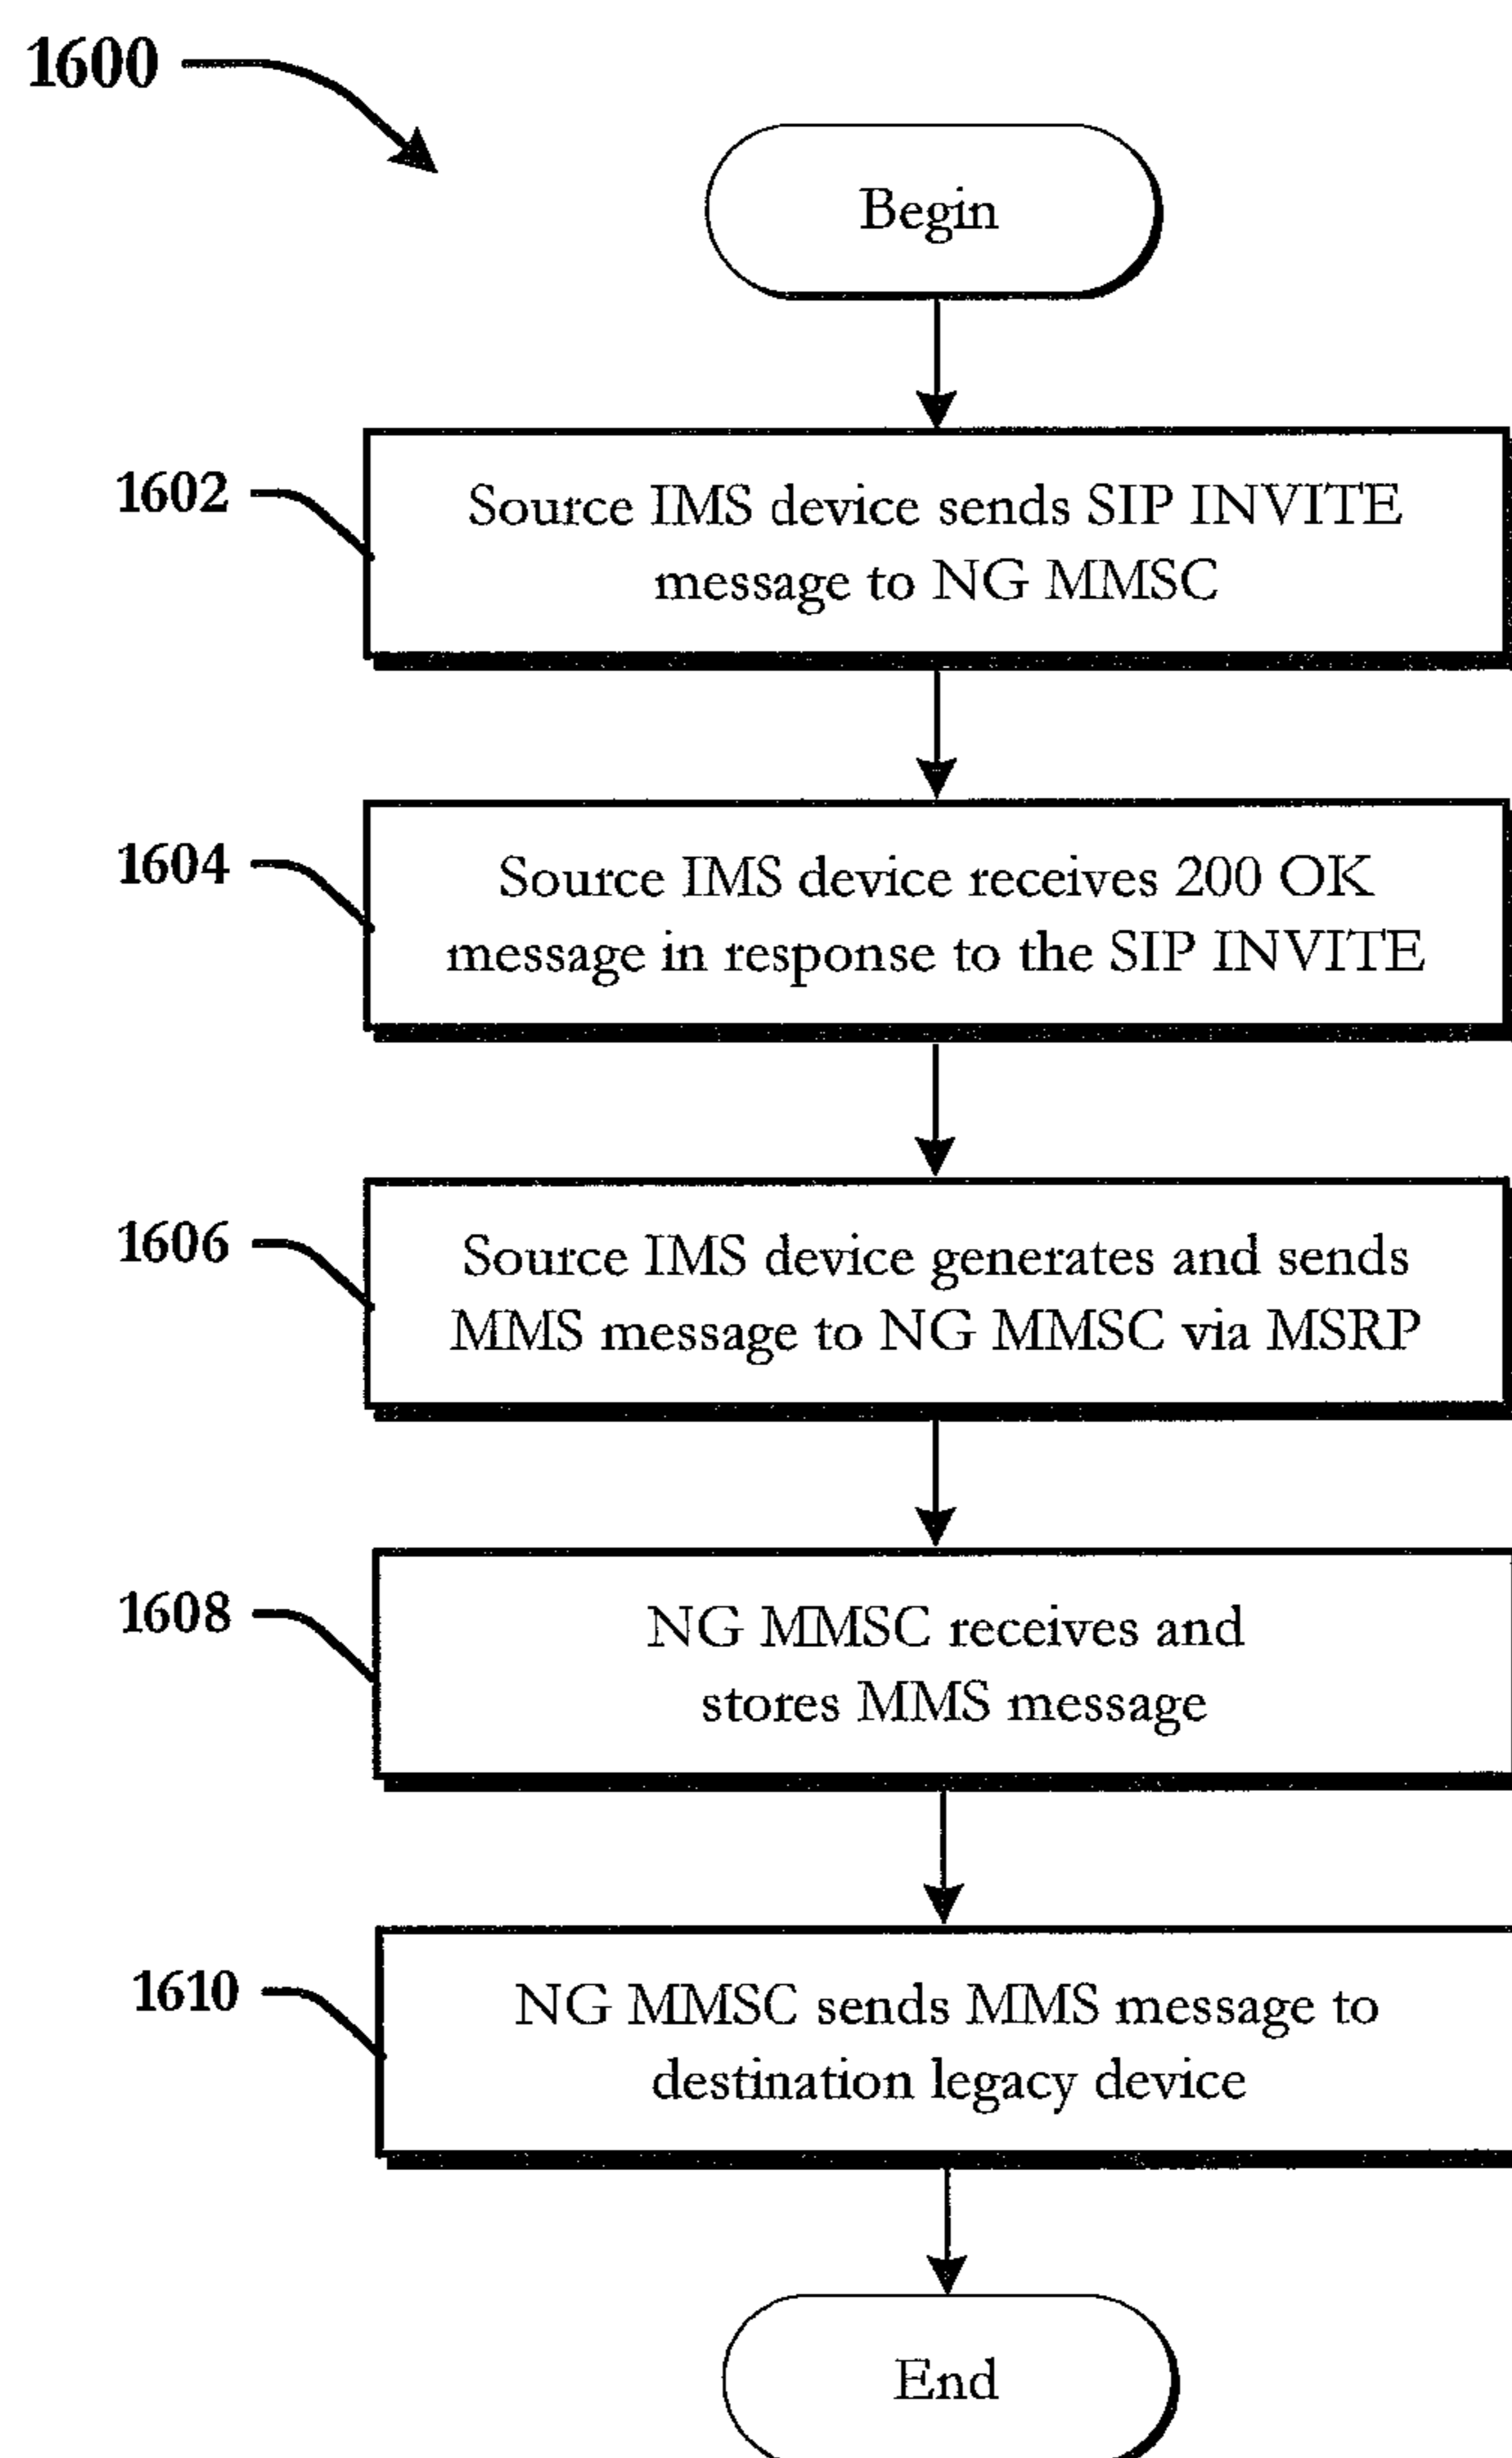 1600
Begin
1602
Source IMS device sends SIP INVITE
message to NG MMSC
1604
Source IMS device receives 200 OK
message in response to the SIP INVITE
1606
Source IMS device generates and sends
MMS message to NG MMSC via MSRP
1608
NG MMSC receives and
stores MMS message
1610
NG MMSC sends MMS message to
destination legacy device
End